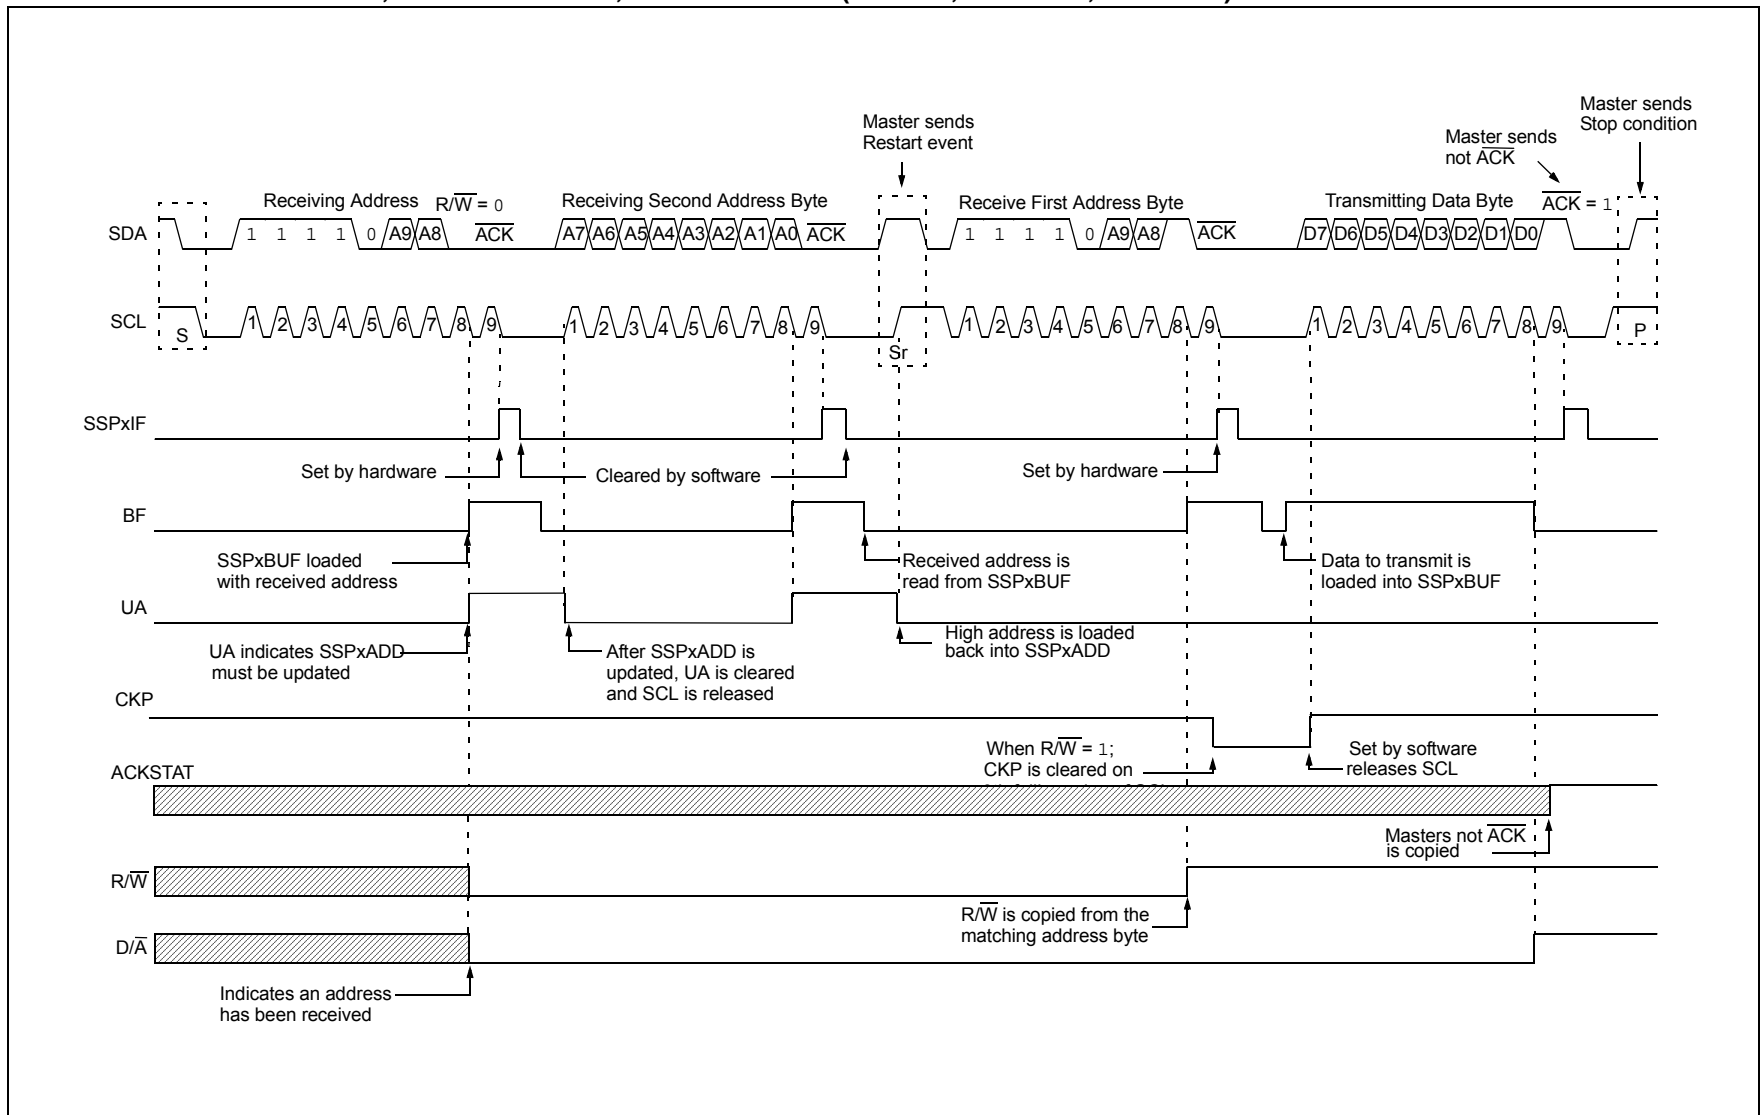 Master sends
Restart event
Master sends
not ACK
Master sends
Stop condition
Receiving Address R/W = 0
Receiving Second Address Byte
Receive First Address Byte
Transmitting Data Byte
ACK = 1
SDA
1 1 1 1 0 A9 A8 ACK
A7 A6 A5 A4 A3 A2 A1 A0 ACK
1 1 1 1 0 A9 A8 ACK
D7 D6 D5 D4 D3 D2 D1 D0
SCL
S
1 2 3 4 5 6 7 8 9
1 2 3 4 5 6 7 8 9
Sr
1 2 3 4 5 6 7 8 9
1 2 3 4 5 6 7 8 9
P
SSPxIF
Set by hardware
Cleared by software
Set by hardware
BF
SSPxBUF loaded
with received address
Received address is
read from SSPxBUF
Data to transmit is
loaded into SSPxBUF
UA
UA indicates SSPxADD
must be updated
After SSPxADD is
updated, UA is cleared
and SCL is released
High address is loaded
back into SSPxADD
CKP
When R/W = 1;
CKP is cleared on
Set by software
releases SCL
ACKSTAT
Masters not ACK
is copied
R/W
R/W is copied from the
matching address byte
D/A
Indicates an address
has been received